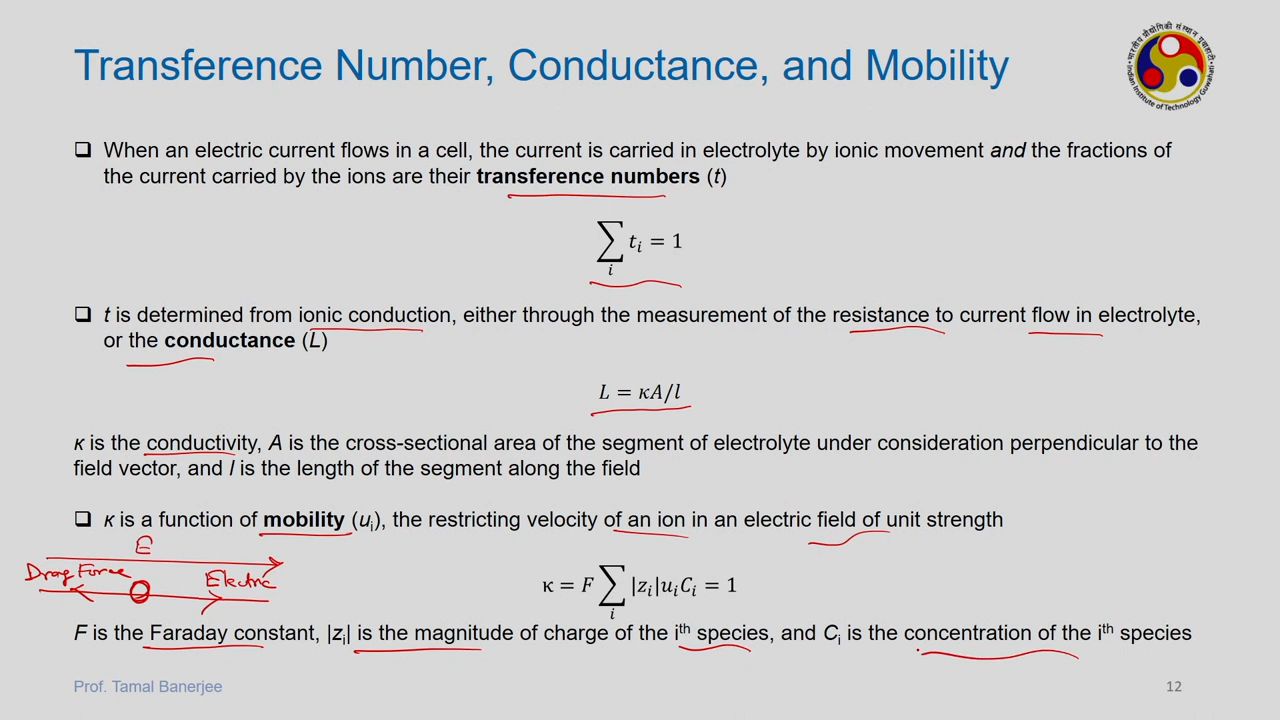 Transference Number, Conductance, and Mobility
भारतीय प्रौद्योगिकी संस्थान गुवाहाटी
Indian Institute of Technology Guwahati
❑ When an electric current flows in a cell, the current is carried in electrolyte by ionic movement and the fractions of
the current carried by the ions are their transference numbers (t)
∑ᵢ tᵢ = 1
❑ t is determined from ionic conduction, either through the measurement of the resistance to current flow in electrolyte,
or the conductance (L)
L = κA/l
κ is the conductivity, A is the cross-sectional area of the segment of electrolyte under consideration perpendicular to the
field vector, and l is the length of the segment along the field
❑ κ is a function of mobility (uᵢ), the restricting velocity of an ion in an electric field of unit strength
E
Drag Force
Electric
κ = F ∑ᵢ |zᵢ|uᵢCᵢ = 1
F is the Faraday constant, |zᵢ| is the magnitude of charge of the iᵗʰ species, and Cᵢ is the concentration of the iᵗʰ species
Prof. Tamal Banerjee
12